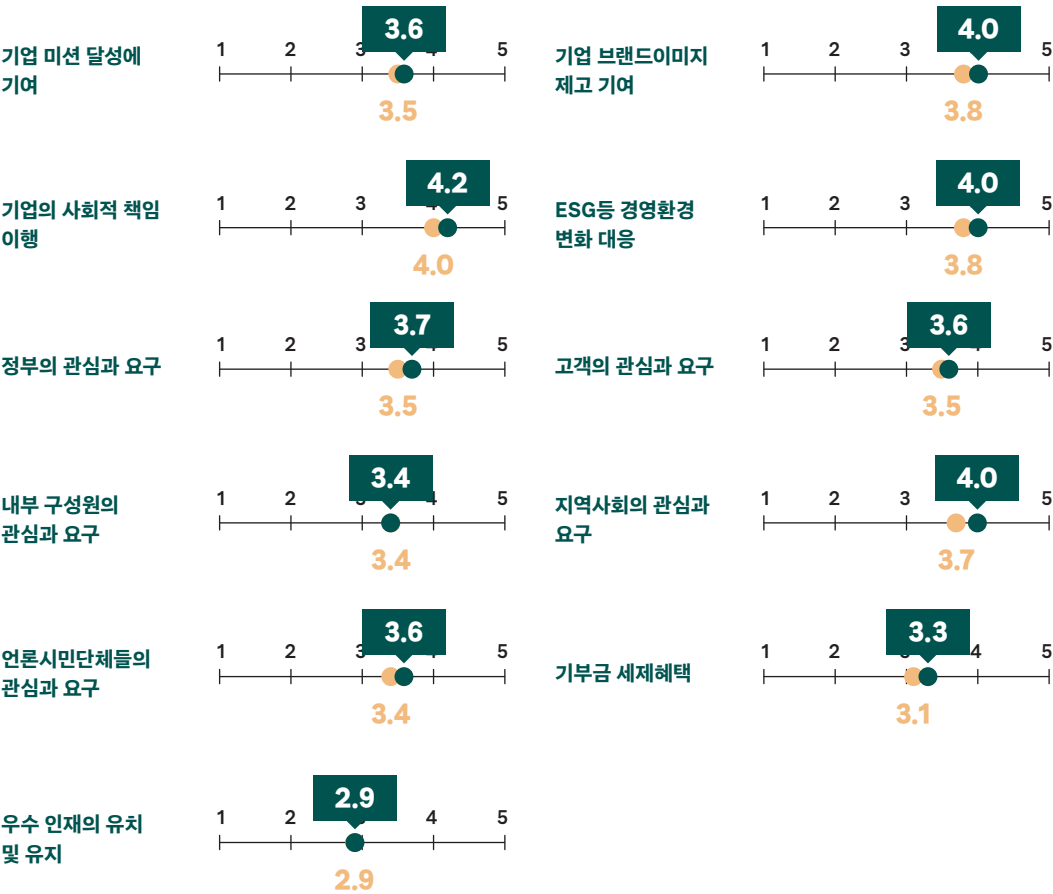 기업 미션 달성에
기여
1 2 3 4 5
3.6
3.5
기업 브랜드이미지
제고 기여
1 2 3 5
4.0
3.8
기업의 사회적 책임
이행
1 2 3 4 5
4.2
4.0
ESG등 경영환경
변화 대응
1 2 3 5
4.0
3.8
정부의 관심과 요구
1 2 3 4 5
3.7
3.5
고객의 관심과 요구
1 2 3 4 5
3.6
3.5
내부 구성원의
관심과 요구
1 2 3 4 5
3.4
3.4
지역사회의 관심과
요구
1 2 3 5
4.0
3.7
언론시민단체들의
관심과 요구
1 2 3 4 5
3.6
3.4
기부금 세제혜택
1 2 3 4 5
3.3
3.1
우수 인재의 유치
및 유지
1 2 3 4 5
2.9
2.9